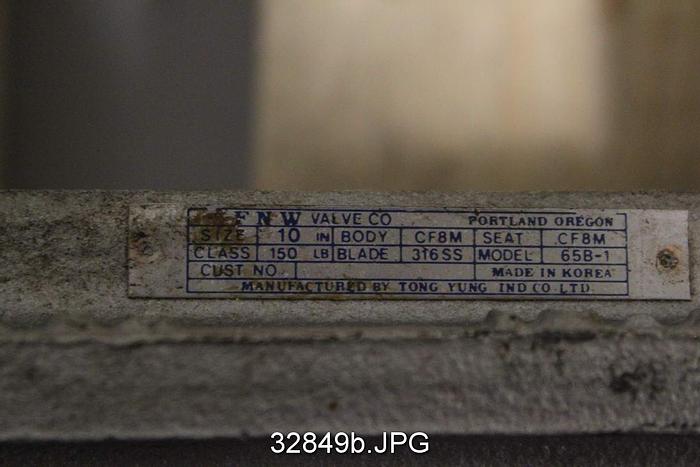 FNW VALVE CO PORTLAND OREGON
SIZE 10 IN BODY CF8M SEAT CF8M
CLASS 150 LB BLADE 316SS MODEL 65B-1
CUST NO. MADE IN KOREA
MANUFACTURED BY TONG YUNG IND CO LTD.
32849b.JPG